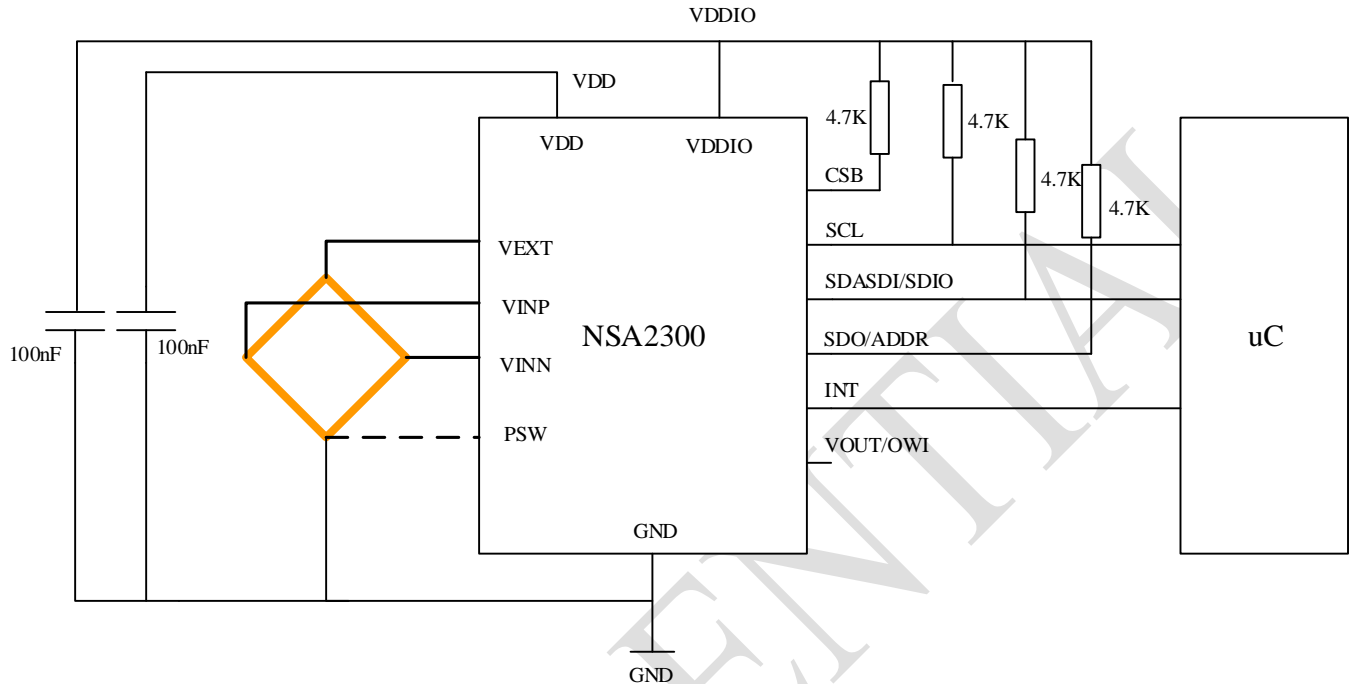 VDDIO
VDD
VDD
VDDIO
4.7K
4.7K
4.7K
4.7K
CSB
SCL
SDASDI/SDIO
SDO/ADDR
INT
VOUT/OWI
VEXT
VINP
VINN
PSW
NSA2300
uC
100nF
100nF
GND
GND
ENTIAL